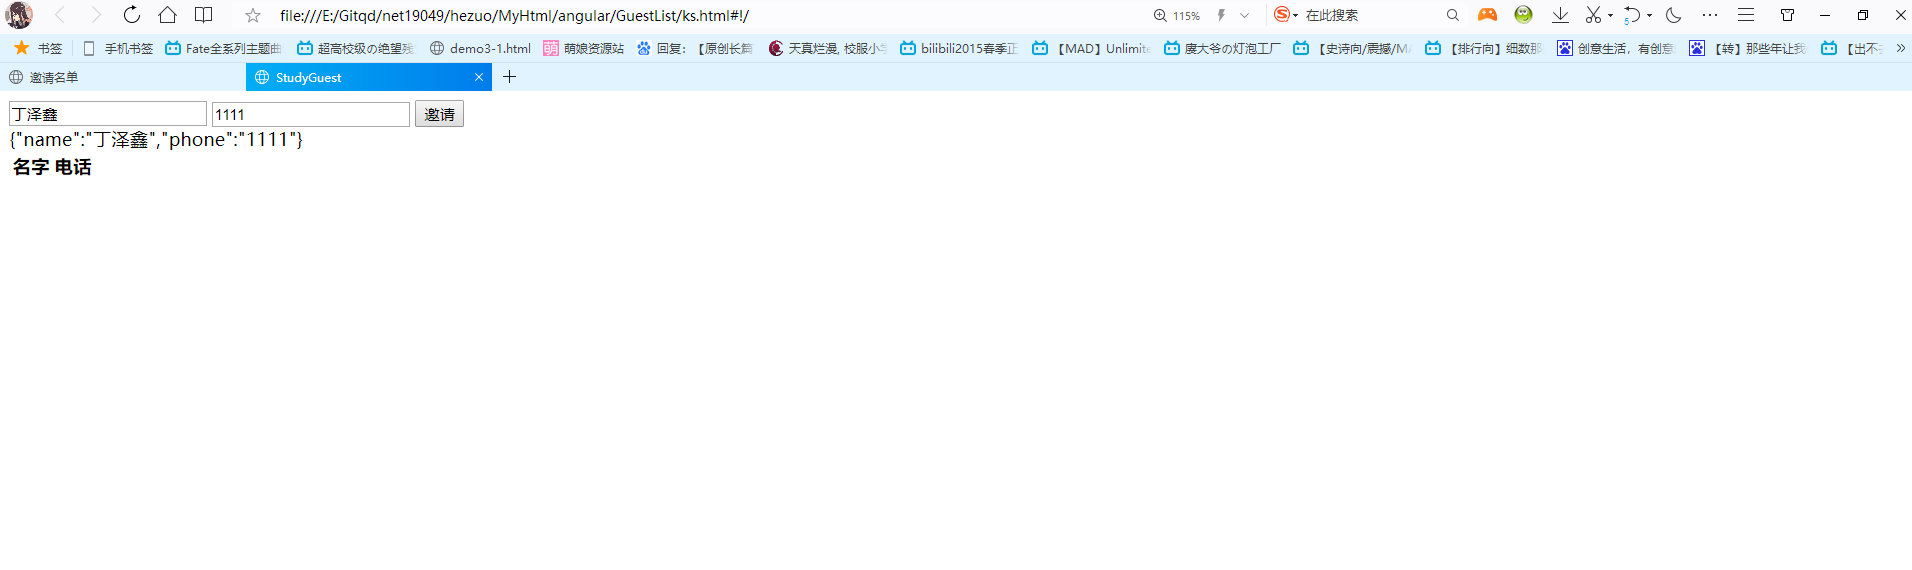 file:///E:/Gitqd/net19049/hezuo/MyHtml/angular/GuestList/ks.html#!/ 115% 在此搜索 5
书签 手机书签 Fate全系列主题曲 超高校级の绝望残 demo3-1.html 萌娘资源站 回复：【原创长篇 天真烂漫, 校服小学 bilibili2015春季正 【MAD】Unlimite 庹大爷の灯泡工厂 【史诗向/震撼/MA 【排行向】细数那 创意生活，有创意 【转】那些年让我 【出不
邀请名单 StudyGuest
丁泽鑫 1111 邀请
{"name":"丁泽鑫","phone":"1111"}
名字 电话